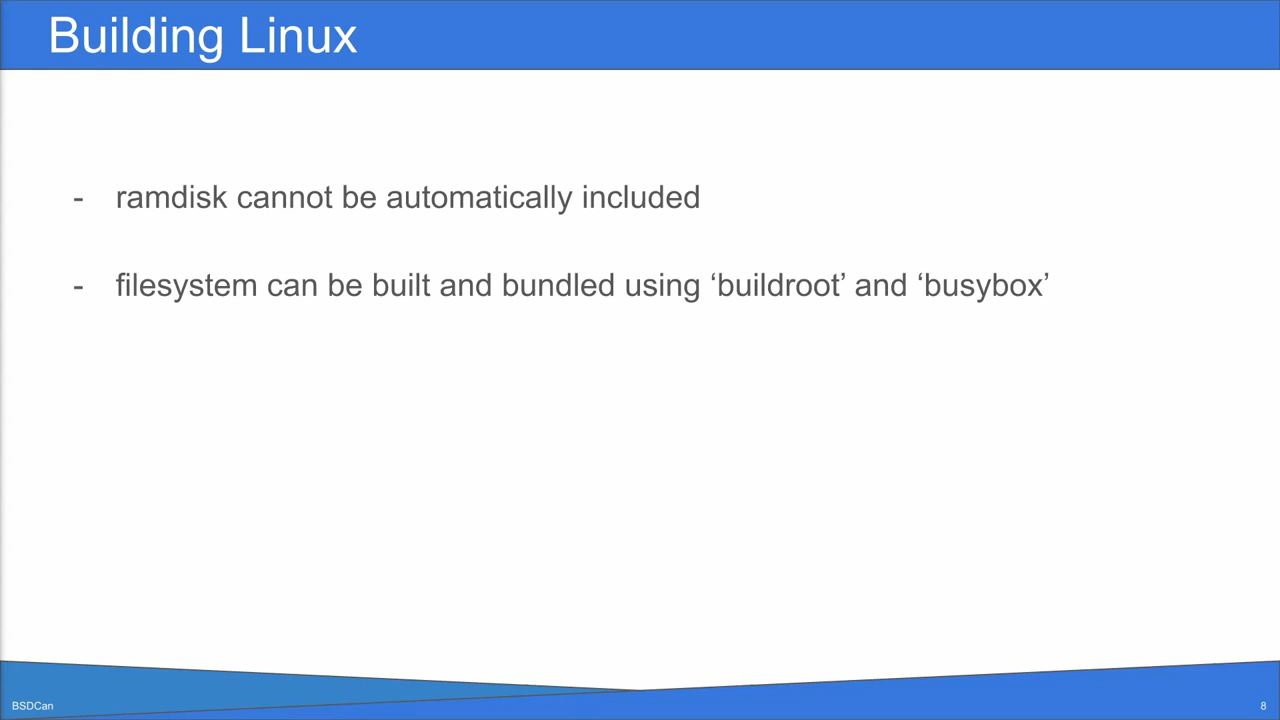 Building Linux
- ramdisk cannot be automatically included
- filesystem can be built and bundled using ‘buildroot’ and ‘busybox’
BSDCan
8